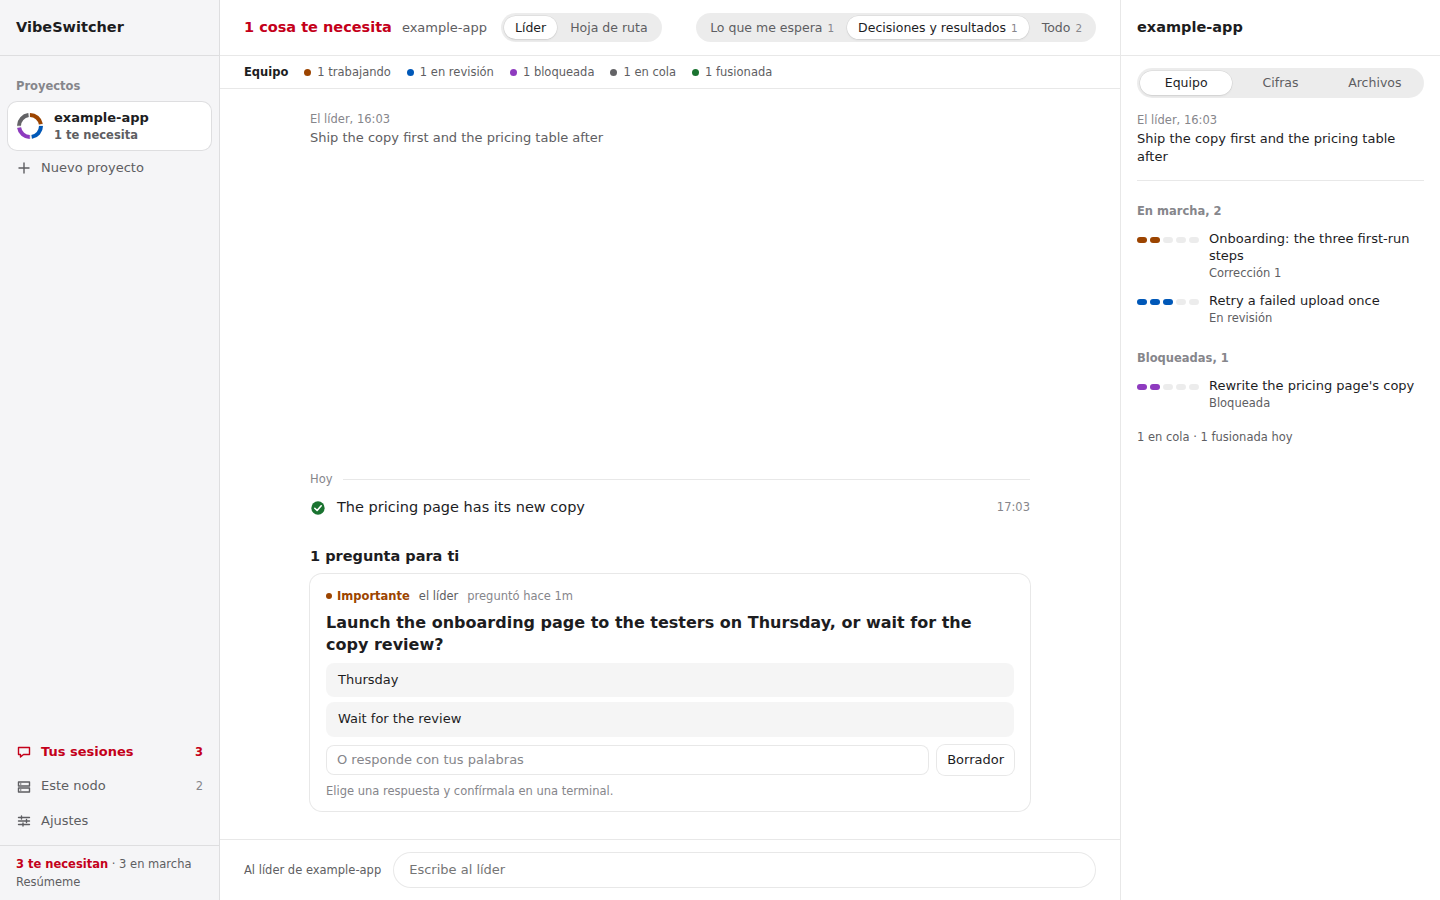 VibeSwitcher
Proyectos
example-app
1 te necesita
Nuevo proyecto
Tus sesiones 3
Este nodo 2
Ajustes
3 te necesitan · 3 en marcha
Resúmeme
1 cosa te necesita example-app Líder Hoja de ruta Lo que me espera 1 Decisiones y resultados 1 Todo 2
Equipo 1 trabajando 1 en revisión 1 bloqueada 1 en cola 1 fusionada
El líder, 16:03
Ship the copy first and the pricing table after
Hoy
The pricing page has its new copy 17:03
1 pregunta para ti
Importante el líder preguntó hace 1m
Launch the onboarding page to the testers on Thursday, or wait for the
copy review?
Thursday
Wait for the review
O responde con tus palabras Borrador
Elige una respuesta y confírmala en una terminal.
Al líder de example-app Escribe al líder
example-app
Equipo Cifras Archivos
El líder, 16:03
Ship the copy first and the pricing table
after
En marcha, 2
Onboarding: the three first-run
steps
Corrección 1
Retry a failed upload once
En revisión
Bloqueadas, 1
Rewrite the pricing page's copy
Bloqueada
1 en cola · 1 fusionada hoy